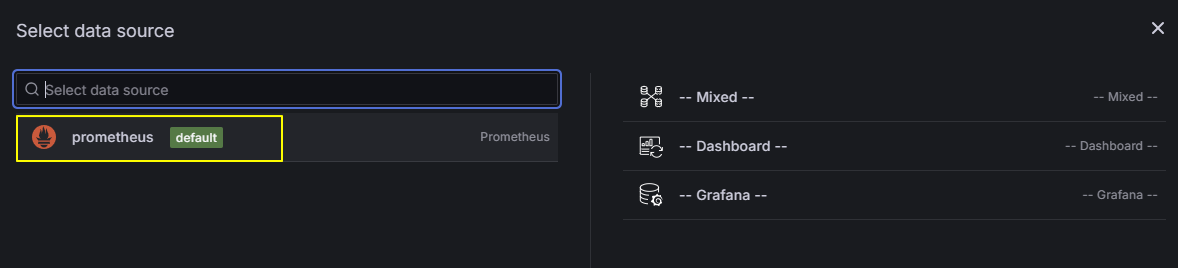 Select data source
Select data source
prometheus default Prometheus
-- Mixed -- -- Mixed --
-- Dashboard -- -- Dashboard --
-- Grafana -- -- Grafana --